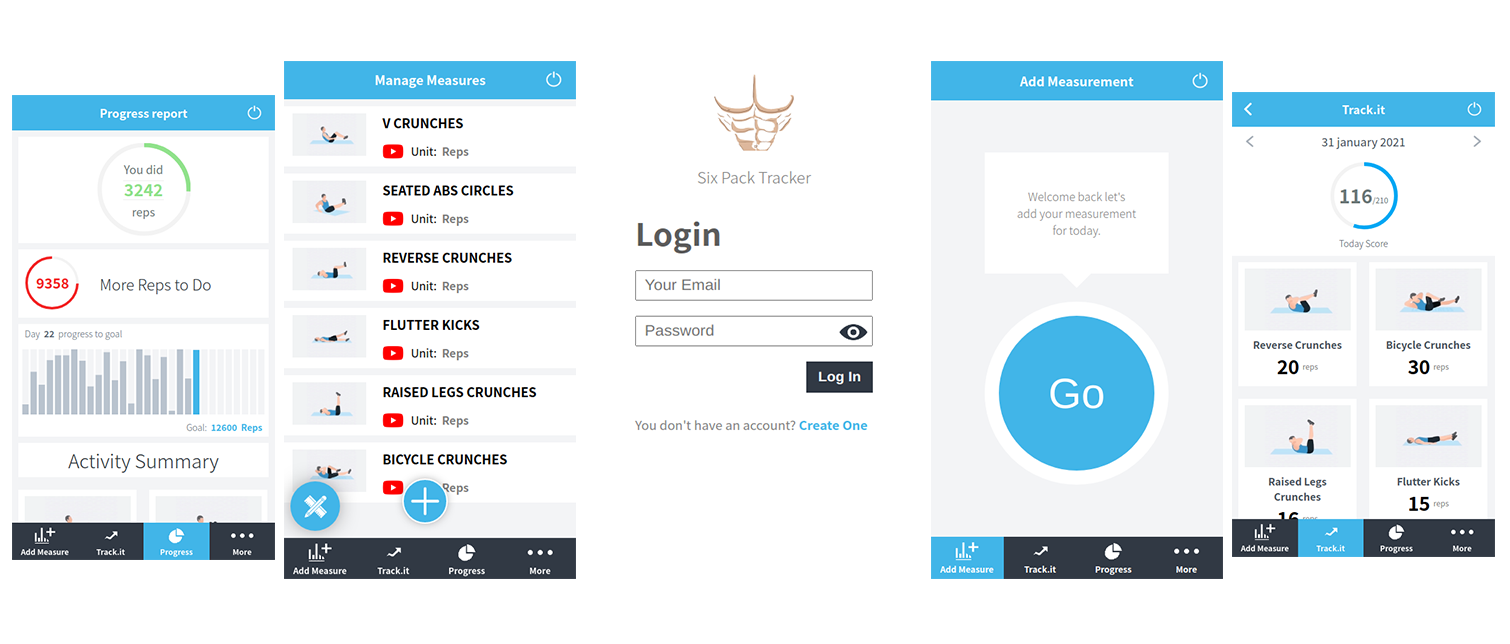 Progress report
You did
3242
reps
9358
More Reps to Do
Day 22 progress to goal
Goal: 12600 Reps
Activity Summary
Add Measure
Track.it
Progress
More
Manage Measures
V CRUNCHES
Unit: Reps
SEATED ABS CIRCLES
Unit: Reps
REVERSE CRUNCHES
Unit: Reps
FLUTTER KICKS
Unit: Reps
RAISED LEGS CRUNCHES
Unit: Reps
BICYCLE CRUNCHES
Reps
Add Measure
Track.it
Progress
More
Six Pack Tracker
Login
Your Email
Password
Log In
You don't have an account? Create One
Add Measurement
Welcome back let's
add your measurement
for today.
Go
Add Measure
Track.it
Progress
More
Track.it
31 january 2021
116/210
Today Score
Reverse Crunches
20 reps
Bicycle Crunches
30 reps
Raised Legs
Crunches
16
Flutter Kicks
15 reps
Add Measure
Track.it
Progress
More